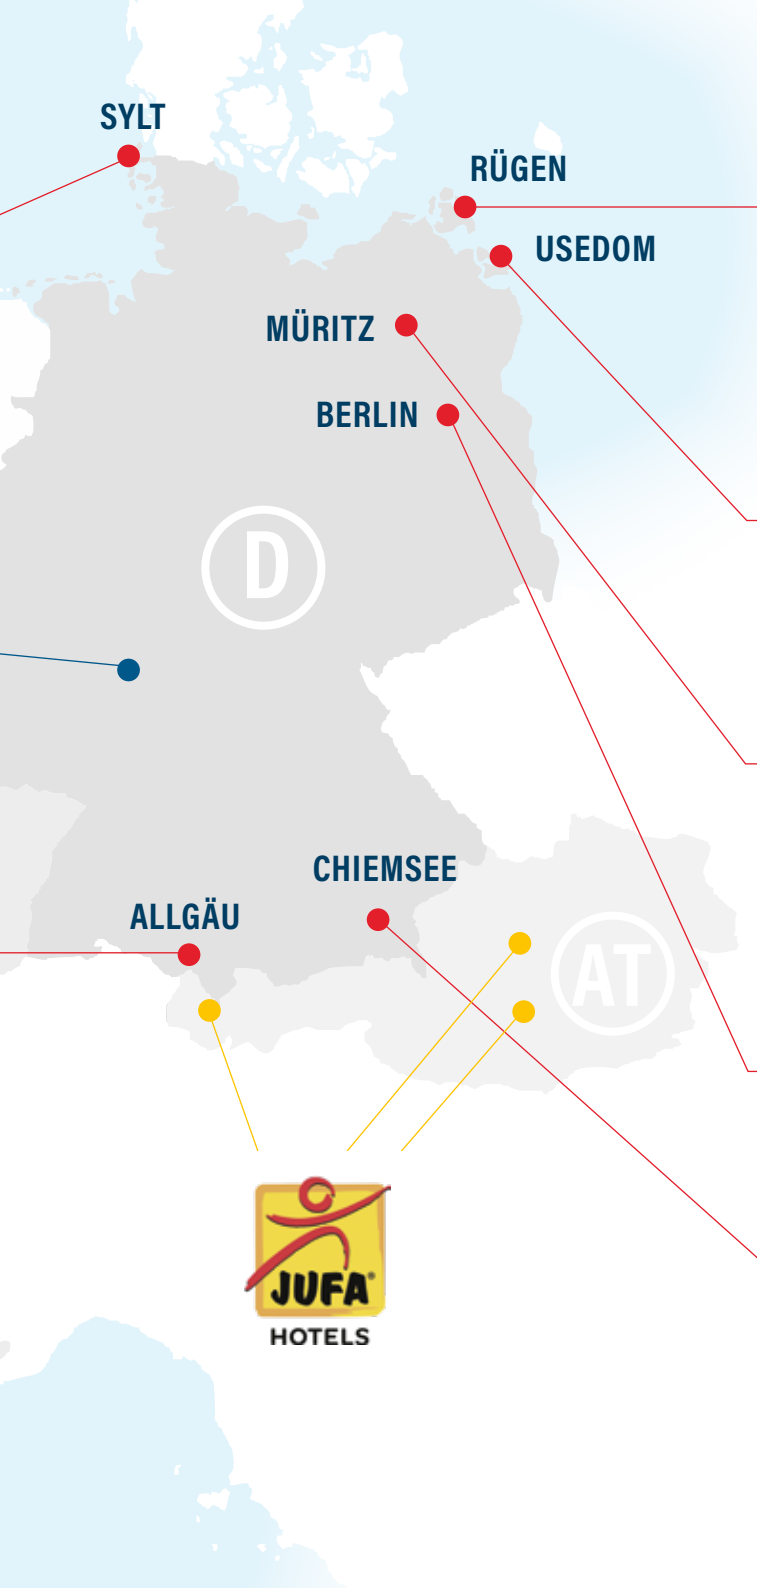 SYLT
RÜGEN
USEDOM
MÜRITZ
BERLIN
D
CHIEMSEE
ALLGÄU
AT
JUFA®
HOTELS